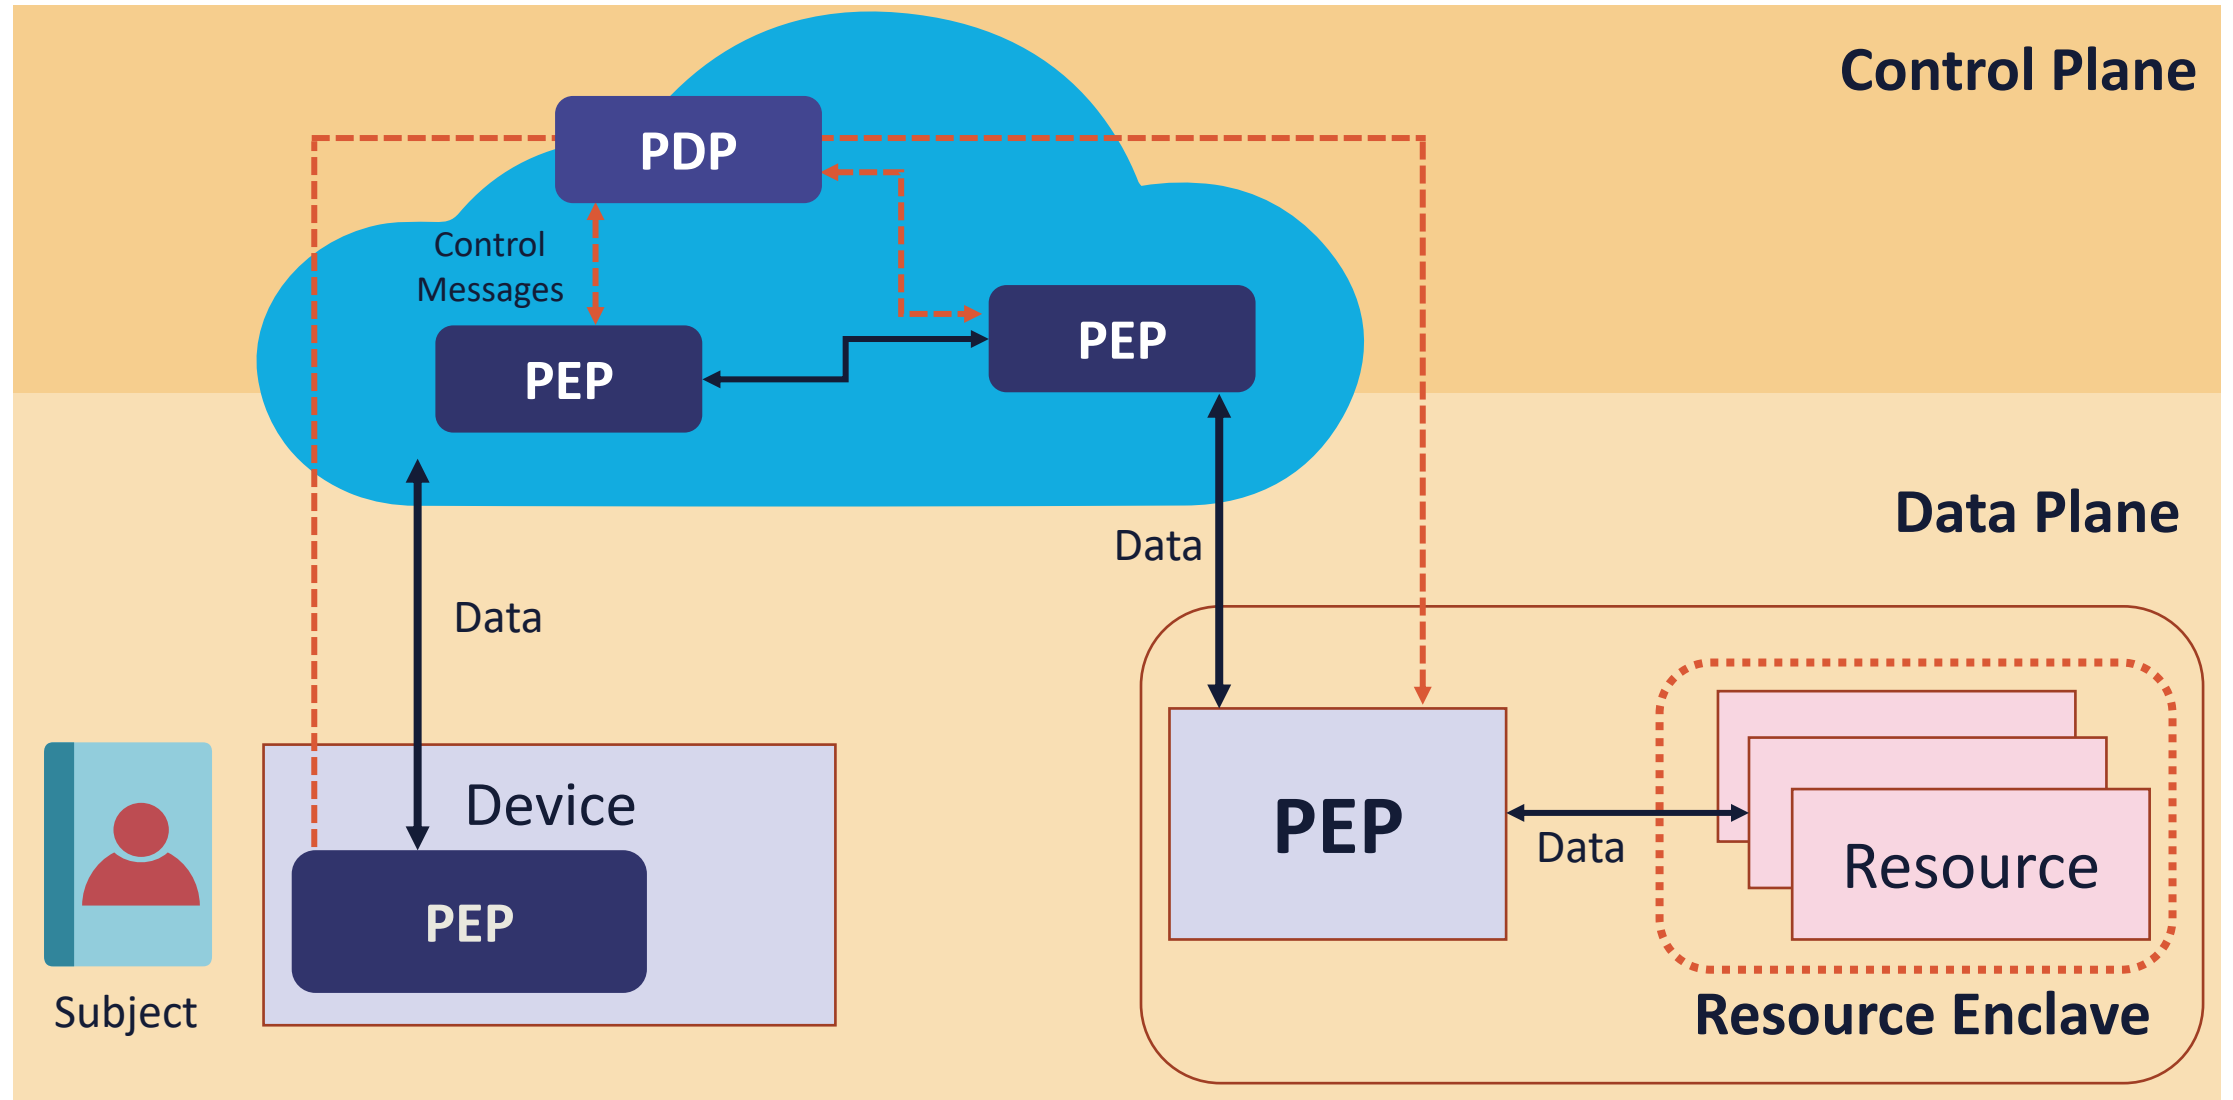 Control Plane
PDP
Control
Messages
PEP
PEP
Data Plane
Data
Data
Device
PEP
PEP
Data
Resource
Subject
Resource Enclave